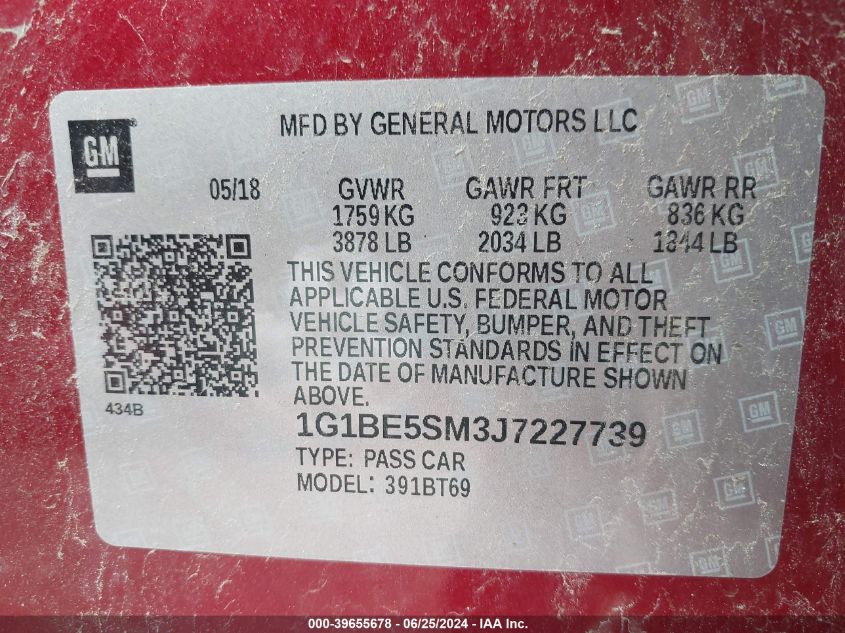 GM
MFD BY GENERAL MOTORS LLC
05/18 GVWR GAWR FRT GAWR RR
1759 KG 923 KG 836 KG
3878 LB 2034 LB 1844 LB
THIS VEHICLE CONFORMS TO ALL
APPLICABLE U.S. FEDERAL MOTOR
VEHICLE SAFETY, BUMPER, AND THEFT
PREVENTION STANDARDS IN EFFECT ON
THE DATE OF MANUFACTURE SHOWN
ABOVE.
434B
1G1BE5SM3J7227739
TYPE: PASS CAR
MODEL: 391BT69
000-39655678 - 06/25/2024 - IAA Inc.